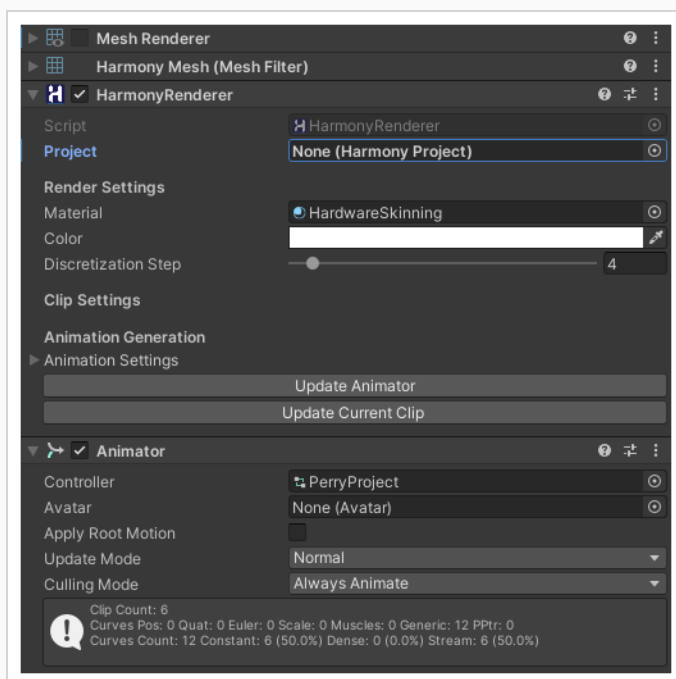 Mesh Renderer
Harmony Mesh (Mesh Filter)
HarmonyRenderer
Script HarmonyRenderer
Project None (Harmony Project)
Render Settings
Material HardwareSkinning
Color
Discretization Step 4
Clip Settings
Animation Generation
Animation Settings
Update Animator
Update Current Clip
Animator
Controller PerryProject
Avatar None (Avatar)
Apply Root Motion
Update Mode Normal
Culling Mode Always Animate
Clip Count: 6
Curves Pos: 0 Quat: 0 Euler: 0 Scale: 0 Muscles: 0 Generic: 12 PPtr: 0
Curves Count: 12 Constant: 6 (50.0%) Dense: 0 (0.0%) Stream: 6 (50.0%)